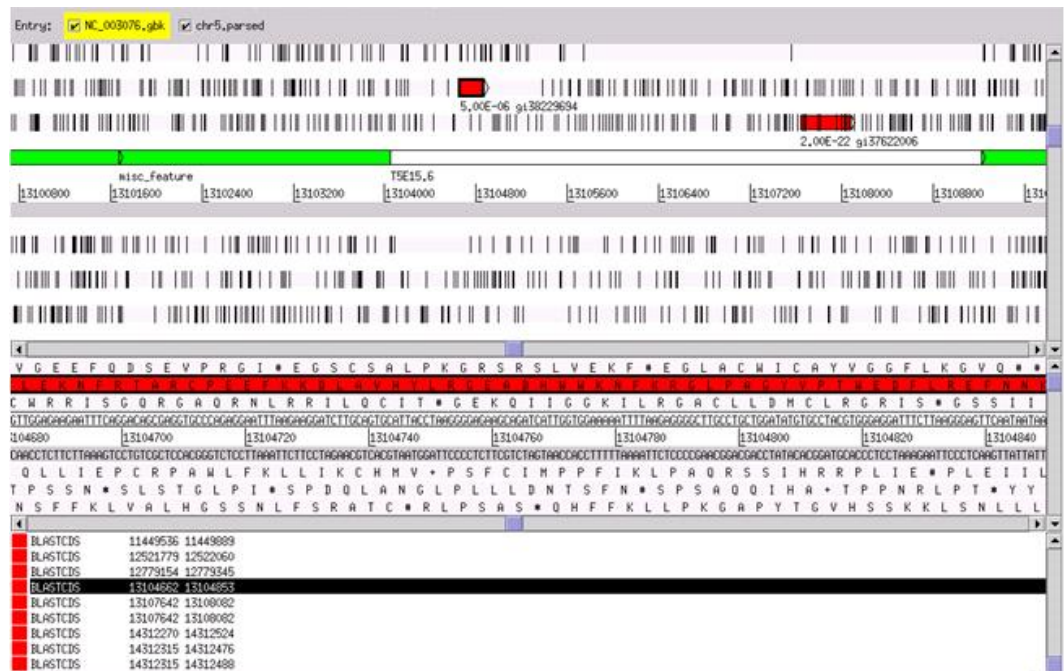 Entry: NC_003076.gbk chr5.parsed
5.00E-06 gi38229694
2.00E-22 gi37622006
misc_feature T5E15.6
13100800 13101600 13102400 13103200 13104000 13104800 13105600 13106400 13107200 13108000 13108800 131
V G E E F Q D S E V P R G I * E G S C S A L P K G R S R S L V E K F * E G L A C W I C A Y V G G F L K G V Q * *
C W R R I S G Q R G A Q R N L R R I L Q C I T * G E K Q I I G G K I L R G A C L L D M C L R G R I S * G S S I I
104680 13104700 13104720 13104740 13104760 13104780 13104800 13104820 13104840
Q L L I E P C R P A W L F K L L I K C H M V + P S F C I M P P F I K L P A Q R S S I H R R P L I E * P L E I I L
T P S S N * S L S T G L P I * S P D Q L A N G L P L L L D N T S F N * S P S A Q Q I H A + T P P N R L P T * Y Y
N S F F K L V A L H G S S N L F S R A T C * R L P S A S * Q H F F K L L P K G A P Y T G V H S S K K L S N L L L
BLASTCDS 11449536 11449889
BLASTCDS 12521779 12522060
BLASTCDS 12779154 12779345
BLASTCDS 13104662 13104853
BLASTCDS 13107642 13108082
BLASTCDS 13107642 13108082
BLASTCDS 14312270 14312524
BLASTCDS 14312315 14312476
BLASTCDS 14312315 14312488